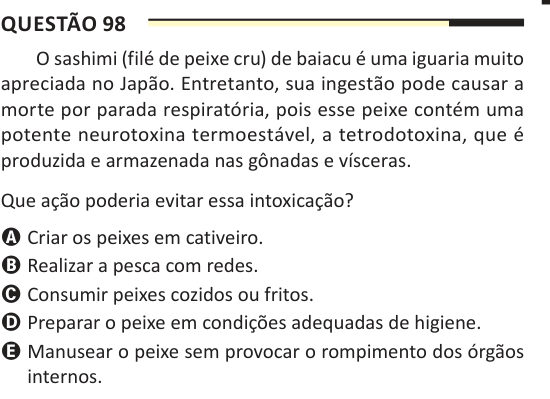 QUESTÃO 98
O sashimi (filé de peixe cru) de baiacu é uma iguaria muito
apreciada no Japão. Entretanto, sua ingestão pode causar a
morte por parada respiratória, pois esse peixe contém uma
potente neurotoxina termoestável, a tetrodotoxina, que é
produzida e armazenada nas gônadas e vísceras.
Que ação poderia evitar essa intoxicação?
A Criar os peixes em cativeiro.
B Realizar a pesca com redes.
C Consumir peixes cozidos ou fritos.
D Preparar o peixe em condições adequadas de higiene.
E Manusear o peixe sem provocar o rompimento dos órgãos
internos.